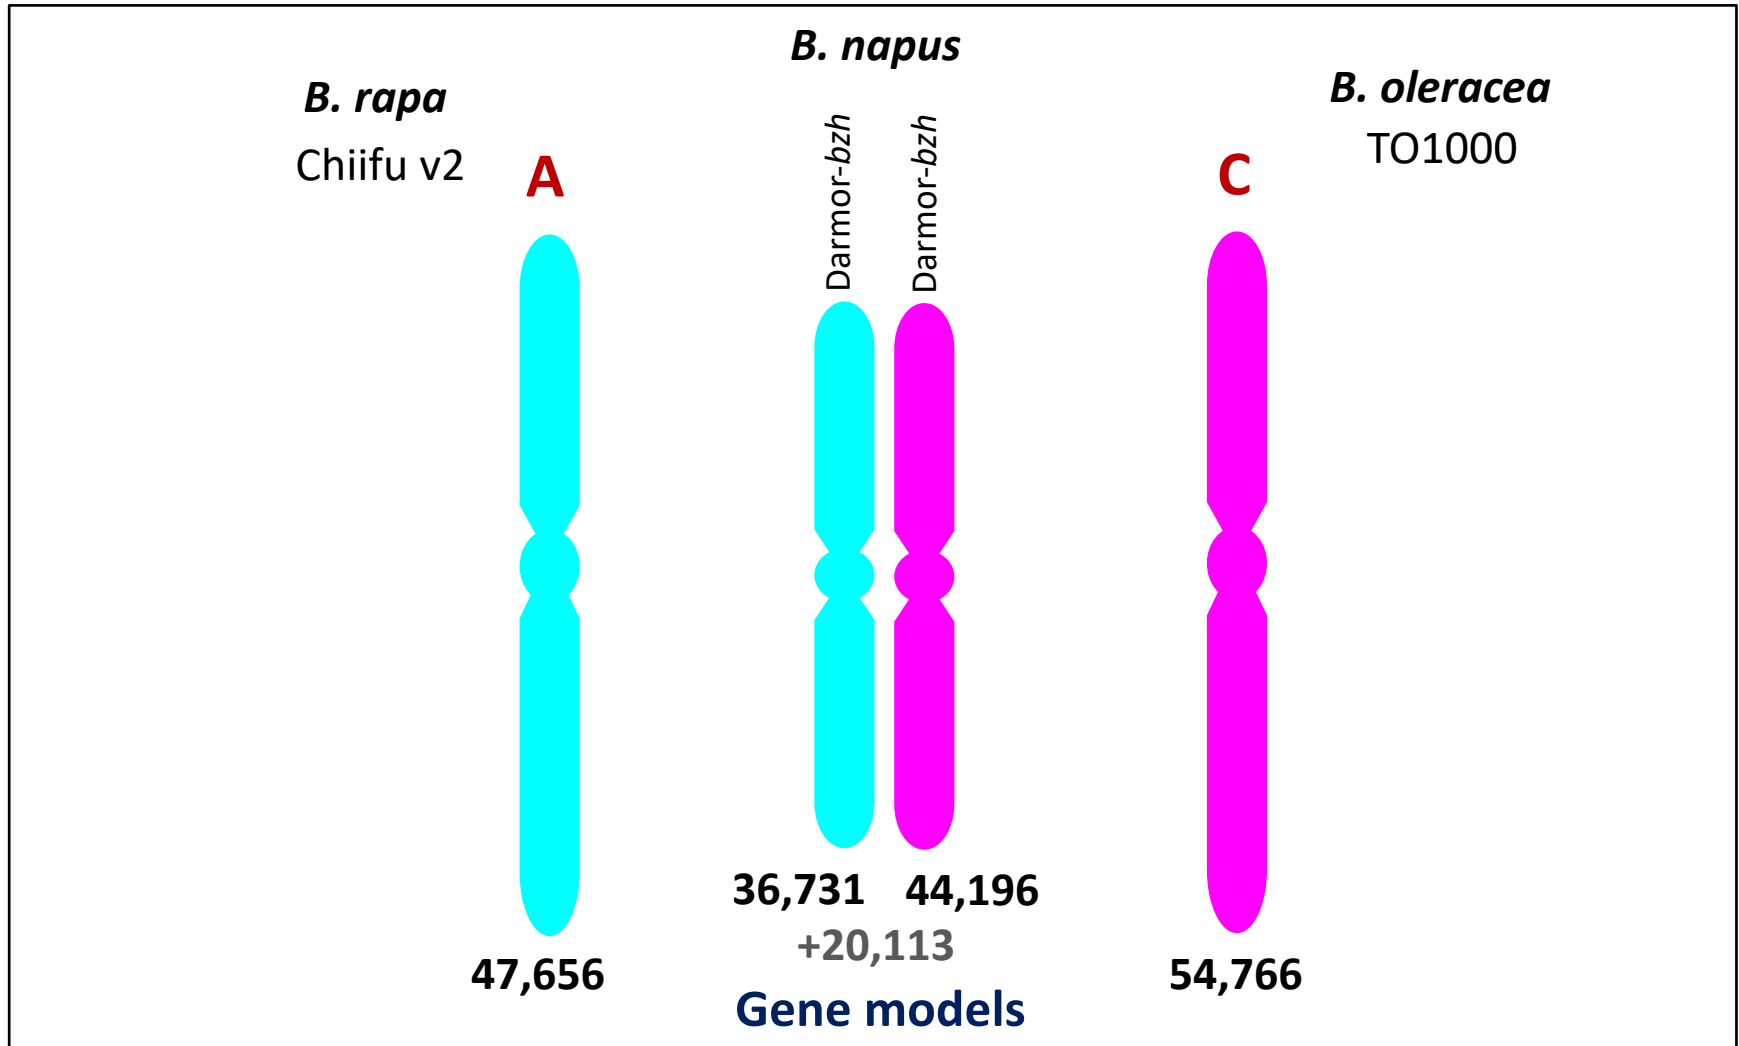 B. napus
B. rapa
Chiifu v2
A
Darmor-bzh
Darmor-bzh
B. oleracea
TO1000
C
36,731
44,196
+20,113
47,656
54,766
Gene models